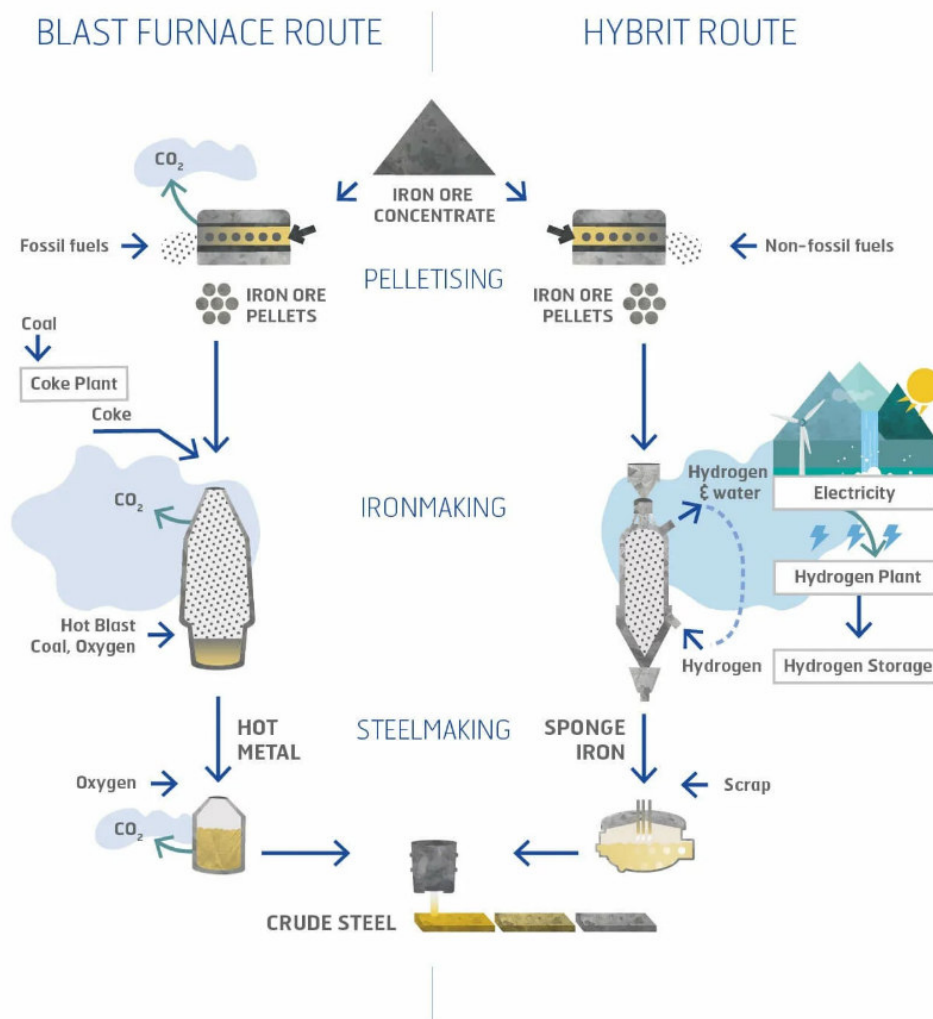 BLAST FURNACE ROUTE
HYBRIT ROUTE
CO₂
IRON ORE
CONCENTRATE
Fossil fuels
Non-fossil fuels
PELLETISING
IRON ORE
PELLETS
IRON ORE
PELLETS
Coal
Coke Plant
Coke
CO₂
IRONMAKING
Hydrogen
& water
Electricity
Hydrogen Plant
Hot Blast
Coal, Oxygen
Hydrogen
Hydrogen Storage
HOT
METAL
STEELMAKING
SPONGE
IRON
Oxygen
Scrap
CO₂
CRUDE STEEL